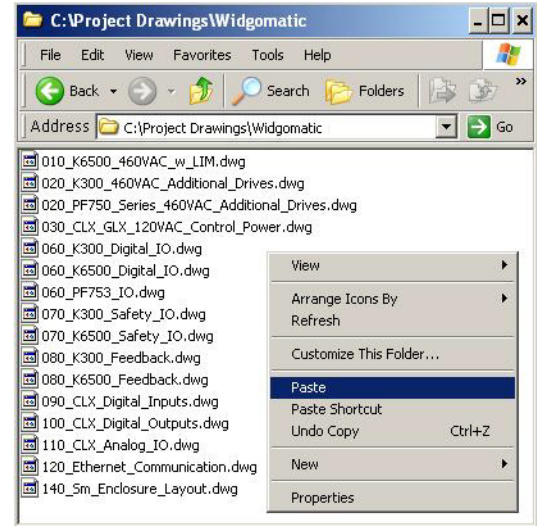 C:\Project Drawings\Widgomatic
File Edit View Favorites Tools Help
Back Search Folders »
Address C:\Project Drawings\Widgomatic Go
010_K6500_460VAC_w_LIM.dwg
020_K300_460VAC_Additional_Drives.dwg
020_PF750_Series_460VAC_Additional_Drives.dwg
030_CLX_GLX_120VAC_Control_Power.dwg
060_K300_Digital_IO.dwg
060_K6500_Digital_IO.dwg
060_PF753_IO.dwg
070_K300_Safety_IO.dwg
070_K6500_Safety_IO.dwg
080_K300_Feedback.dwg
080_K6500_Feedback.dwg
090_CLX_Digital_Inputs.dwg
100_CLX_Digital_Outputs.dwg
110_CLX_Analog_IO.dwg
120_Ethernet_Communication.dwg
140_Sm_Enclosure_Layout.dwg
View
Arrange Icons By
Refresh
Customize This Folder...
Paste
Paste Shortcut
Undo Copy Ctrl+Z
New
Properties